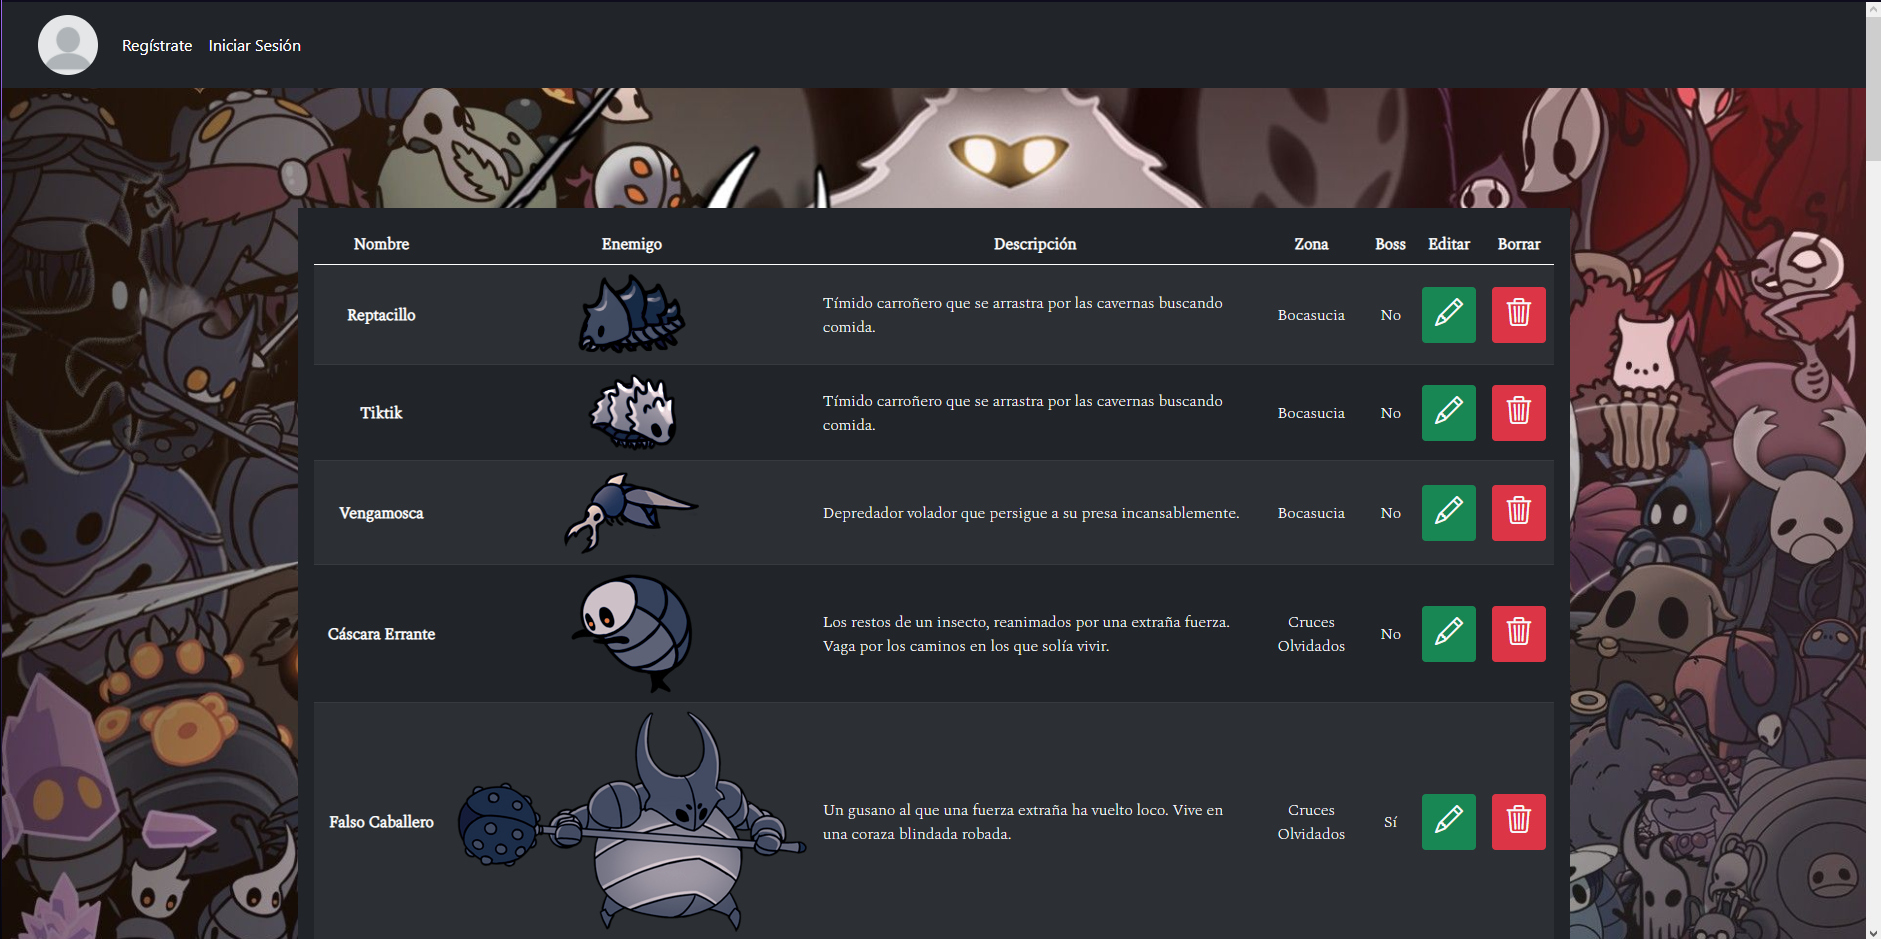 Regístrate Iniciar Sesión
Nombre Enemigo Descripción Zona Boss Editar Borrar
Reptacillo Tímido carroñero que se arrastra por las cavernas buscando Bocasucia No
comida.
Tiktik Tímido carroñero que se arrastra por las cavernas buscando Bocasucia No
comida.
Vengamosca Depredador volador que persigue a su presa incansablemente. Bocasucia No
Cáscara Errante Los restos de un insecto, reanimados por una extraña fuerza. Cruces No
Vaga por los caminos en los que solía vivir. Olvidados
Falso Caballero Un gusano al que una fuerza extraña ha vuelto loco. Vive en Cruces Sí
una coraza blindada robada. Olvidados